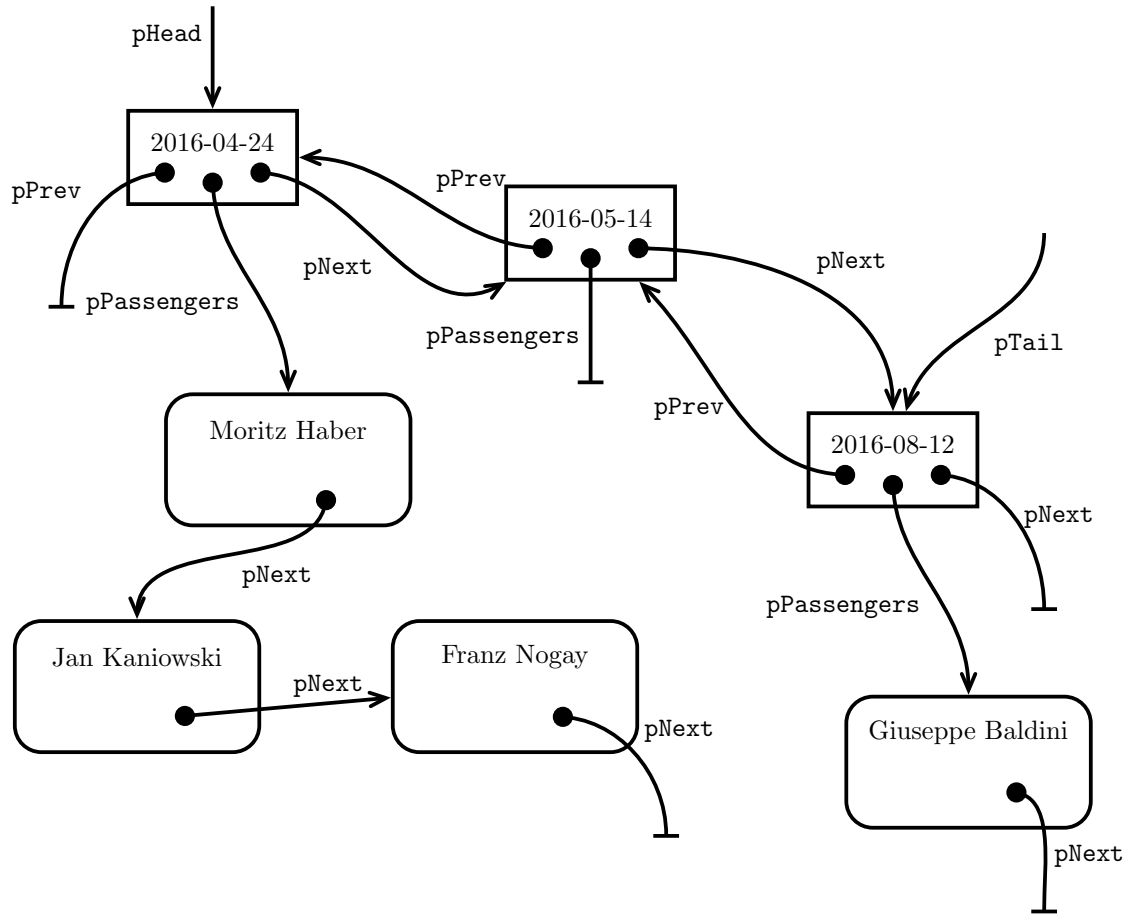 pHead
2016-04-24
pPrev
pPrev
2016-05-14
pNext
pNext
pPassengers
pPassengers
pTail
pPrev
Moritz Haber
2016-08-12
pNext
pNext
pPassengers
Jan Kaniowski
Franz Nogay
pNext
pNext
Giuseppe Baldini
pNext